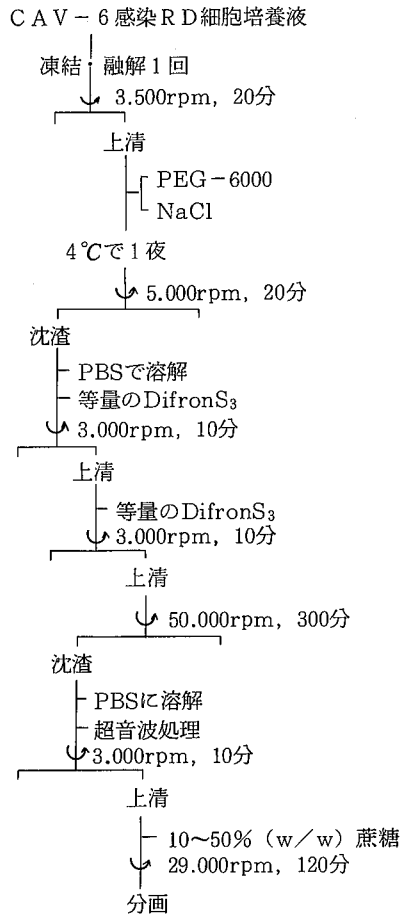 CAV-6感染RD細胞培養液
凍結・融解1回
3.500rpm, 20分
上清
PEG-6000
NaCl
4℃で1夜
5.000rpm, 20分
沈渣
PBSで溶解
等量のDifronS₃
3.000rpm, 10分
上清
等量のDifronS₃
3.000rpm, 10分
上清
50.000rpm, 300分
沈渣
PBSに溶解
超音波処理
3.000rpm, 10分
上清
10～50％（w/w）蔗糖
29.000rpm, 120分
分画